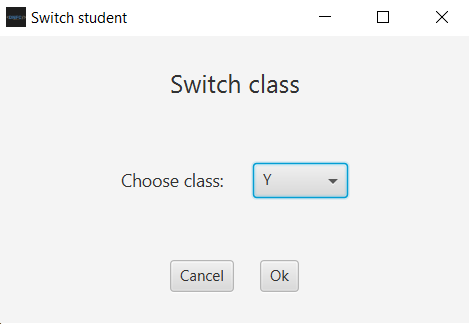 Switch student
Switch class
Choose class: Y
Cancel Ok